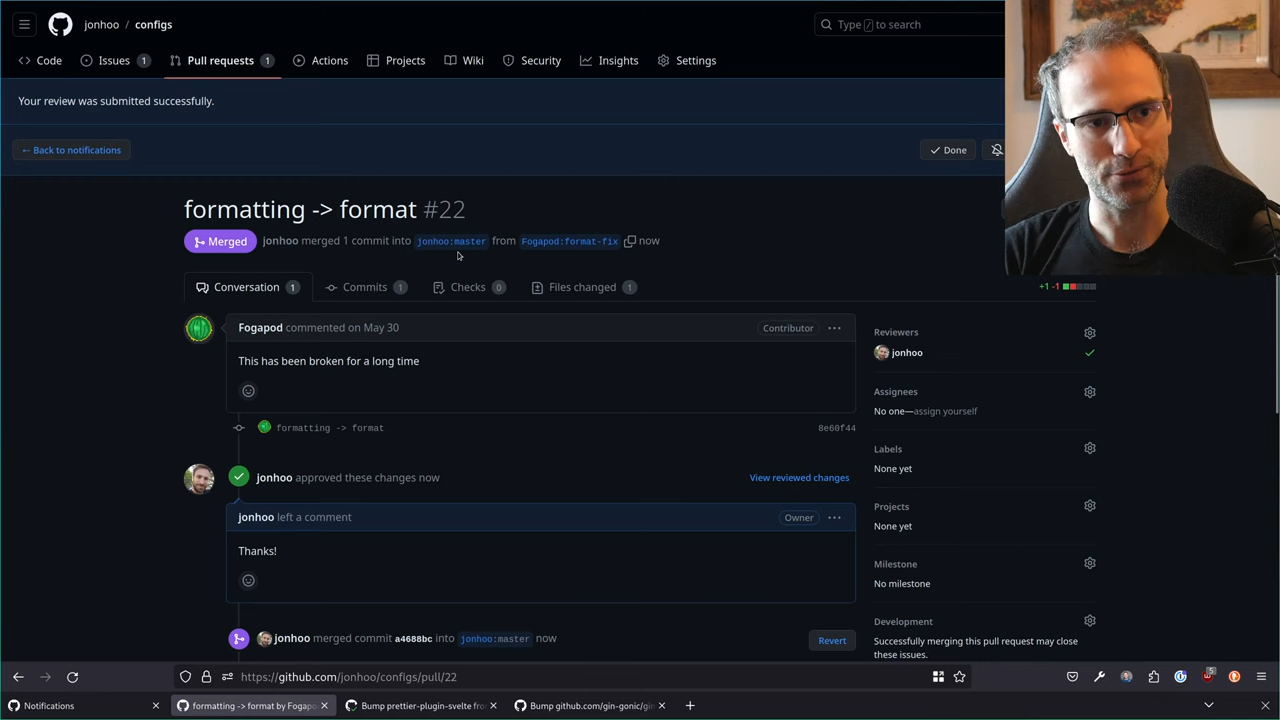 jonhoo / configs
Type / to search
Code
Issues 1
Pull requests 1
Actions
Projects
Wiki
Security
Insights
Settings
Your review was submitted successfully.
← Back to notifications
Done
formatting -> format #22
Merged jonhoo merged 1 commit into jonhoo:master from Fogapod:format-fix now
Conversation 1
Commits 1
Checks 0
Files changed 1
+1 -1
Fogapod commented on May 30
Contributor
This has been broken for a long time
formatting -> format
8e60f44
jonhoo approved these changes now
View reviewed changes
jonhoo left a comment
Owner
Thanks!
jonhoo merged commit a4688bc into jonhoo:master now
Revert
Reviewers
jonhoo
Assignees
No one—assign yourself
Labels
None yet
Projects
None yet
Milestone
No milestone
Development
Successfully merging this pull request may close
these issues.
https://github.com/jonhoo/configs/pull/22
5
Notifications
formatting -> format by Fogapo
Bump prettier-plugin-svelte fro
Bump github.com/gin-gonic/gin